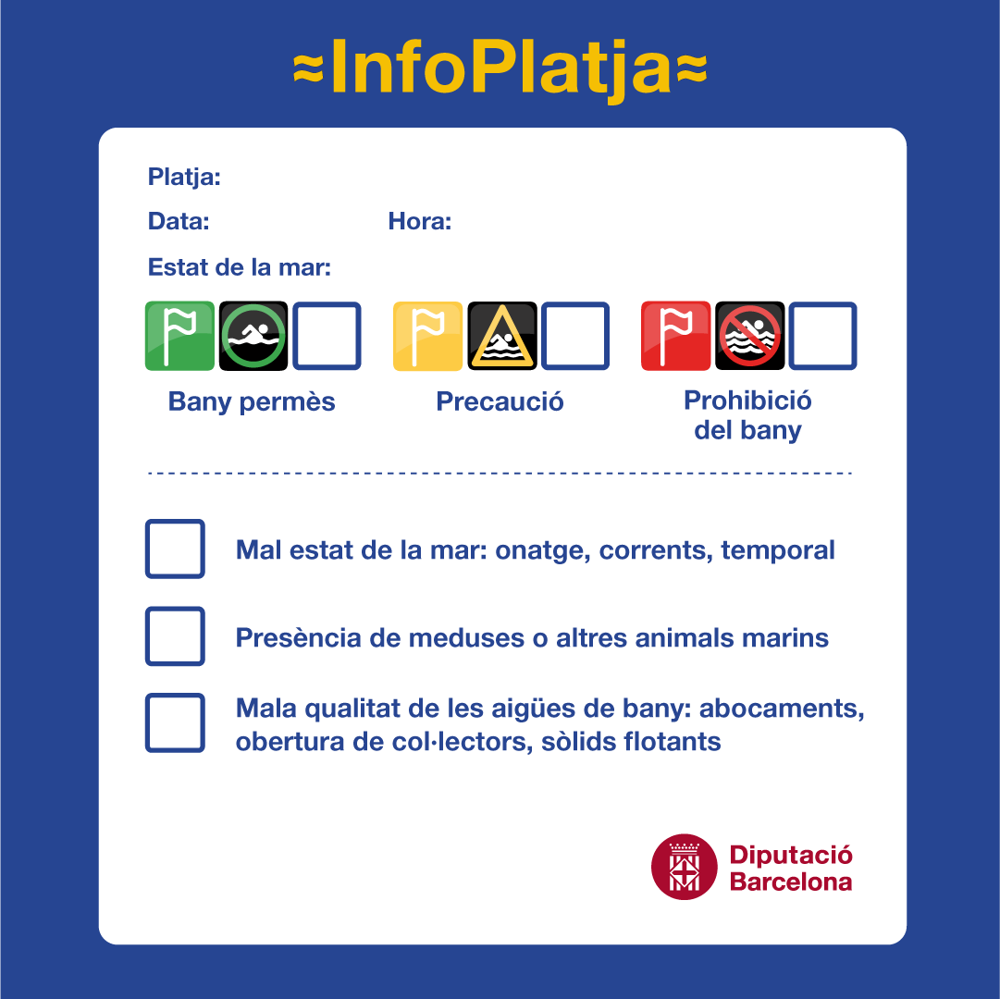 ≈InfoPlatja≈
Platja:
Data: Hora:
Estat de la mar:
Bany permès Precaució Prohibició
del bany
Mal estat de la mar: onatge, corrents, temporal
Presència de meduses o altres animals marins
Mala qualitat de les aigües de bany: abocaments,
obertura de col·lectors, sòlids flotants
Diputació
Barcelona